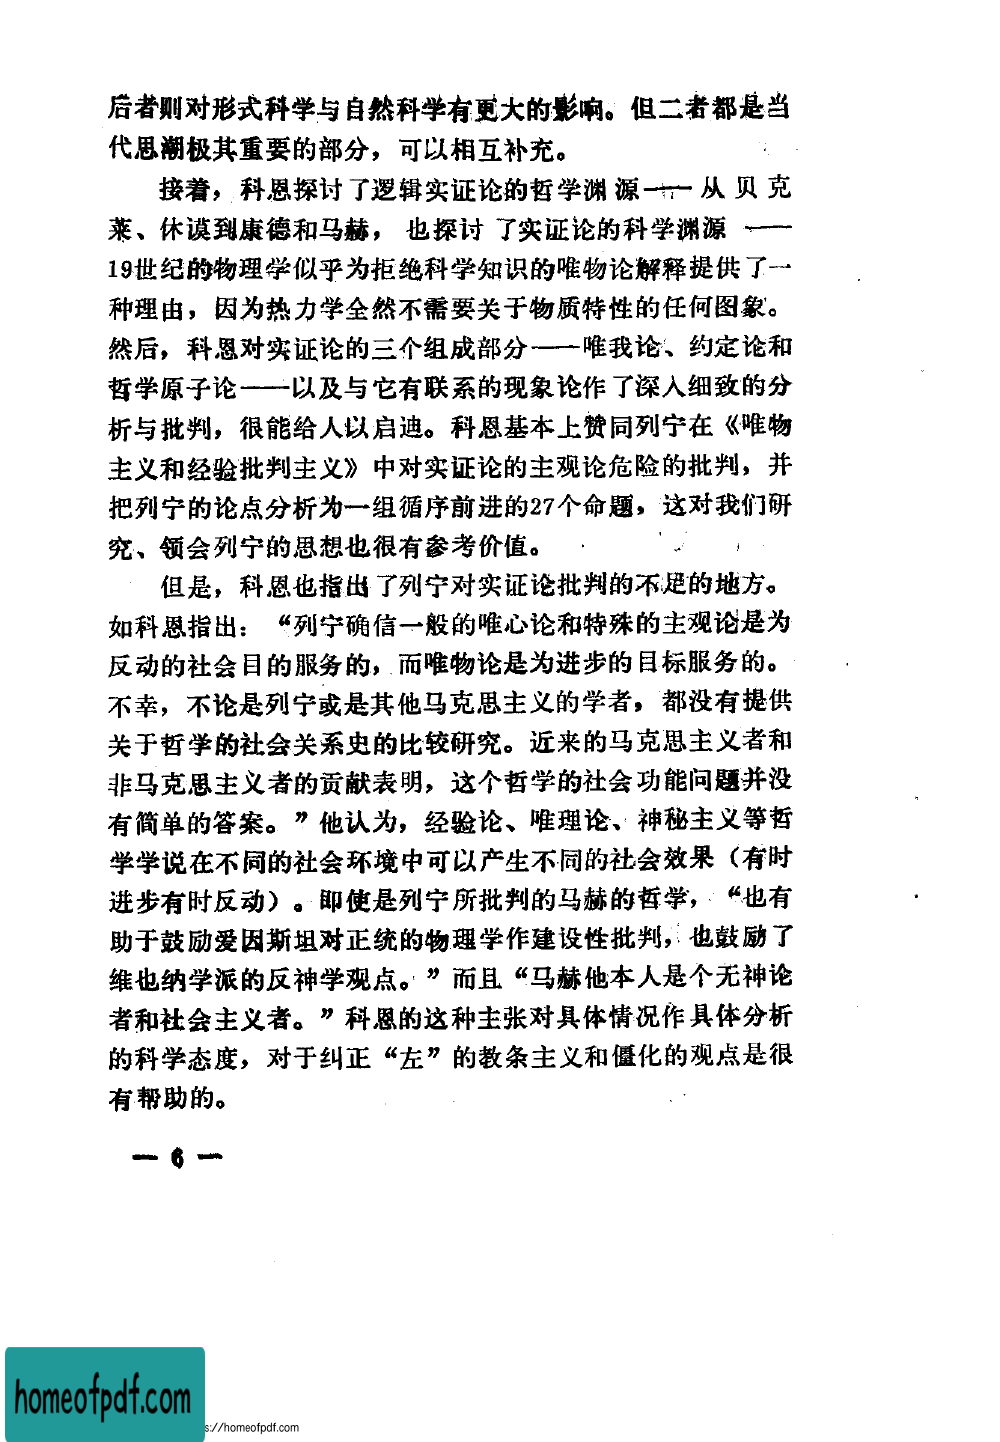 后者则对形式科学与自然科学有更大的影响。但二者都是当
代思潮极其重要的部分，可以相互补充。
接着，科恩探讨了逻辑实证论的哲学渊源——从贝克
莱、休谟到康德和马赫，也探讨了实证论的科学渊源——
19世纪的物理学似乎为拒绝科学知识的唯物论解释提供了一
种理由，因为热力学全然不需要关于物质特性的任何图象。
然后，科恩对实证论的三个组成部分——唯我论、约定论和
哲学原子论——以及与它有联系的现象论作了深入细致的分
析与批判，很能给人以启迪。科恩基本上赞同列宁在《唯物
主义和经验批判主义》中对实证论的主观论危险的批判，并
把列宁的论点分析为一组循序前进的27个命题，这对我们研
究、领会列宁的思想也很有参考价值。
但是，科恩也指出了列宁对实证论批判的不足的地方。
如科恩指出：“列宁确信一般的唯心论和特殊的主观论是为
反动的社会目的服务的，而唯物论是为进步的目标服务的。
不幸，不论是列宁或是其他马克思主义的学者，都没有提供
关于哲学的社会关系史的比较研究。近来的马克思主义者和
非马克思主义者的贡献表明，这个哲学的社会功能问题并没
有简单的答案。”他认为，经验论、唯理论、神秘主义等哲
学学说在不同的社会环境中可以产生不同的社会效果（有时
进步有时反动）。即使是列宁所批判的马赫的哲学，“也有
助于鼓励爱因斯坦对正统的物理学作建设性批判，也鼓励了
维也纳学派的反神学观点。”而且“马赫他本人是个无神论
者和社会主义者。”科恩的这种主张对具体情况作具体分析
的科学态度，对于纠正“左”的教条主义和僵化的观点是很
有帮助的。
— 6 —
homeofpdf.com
s://homeofpdf.com